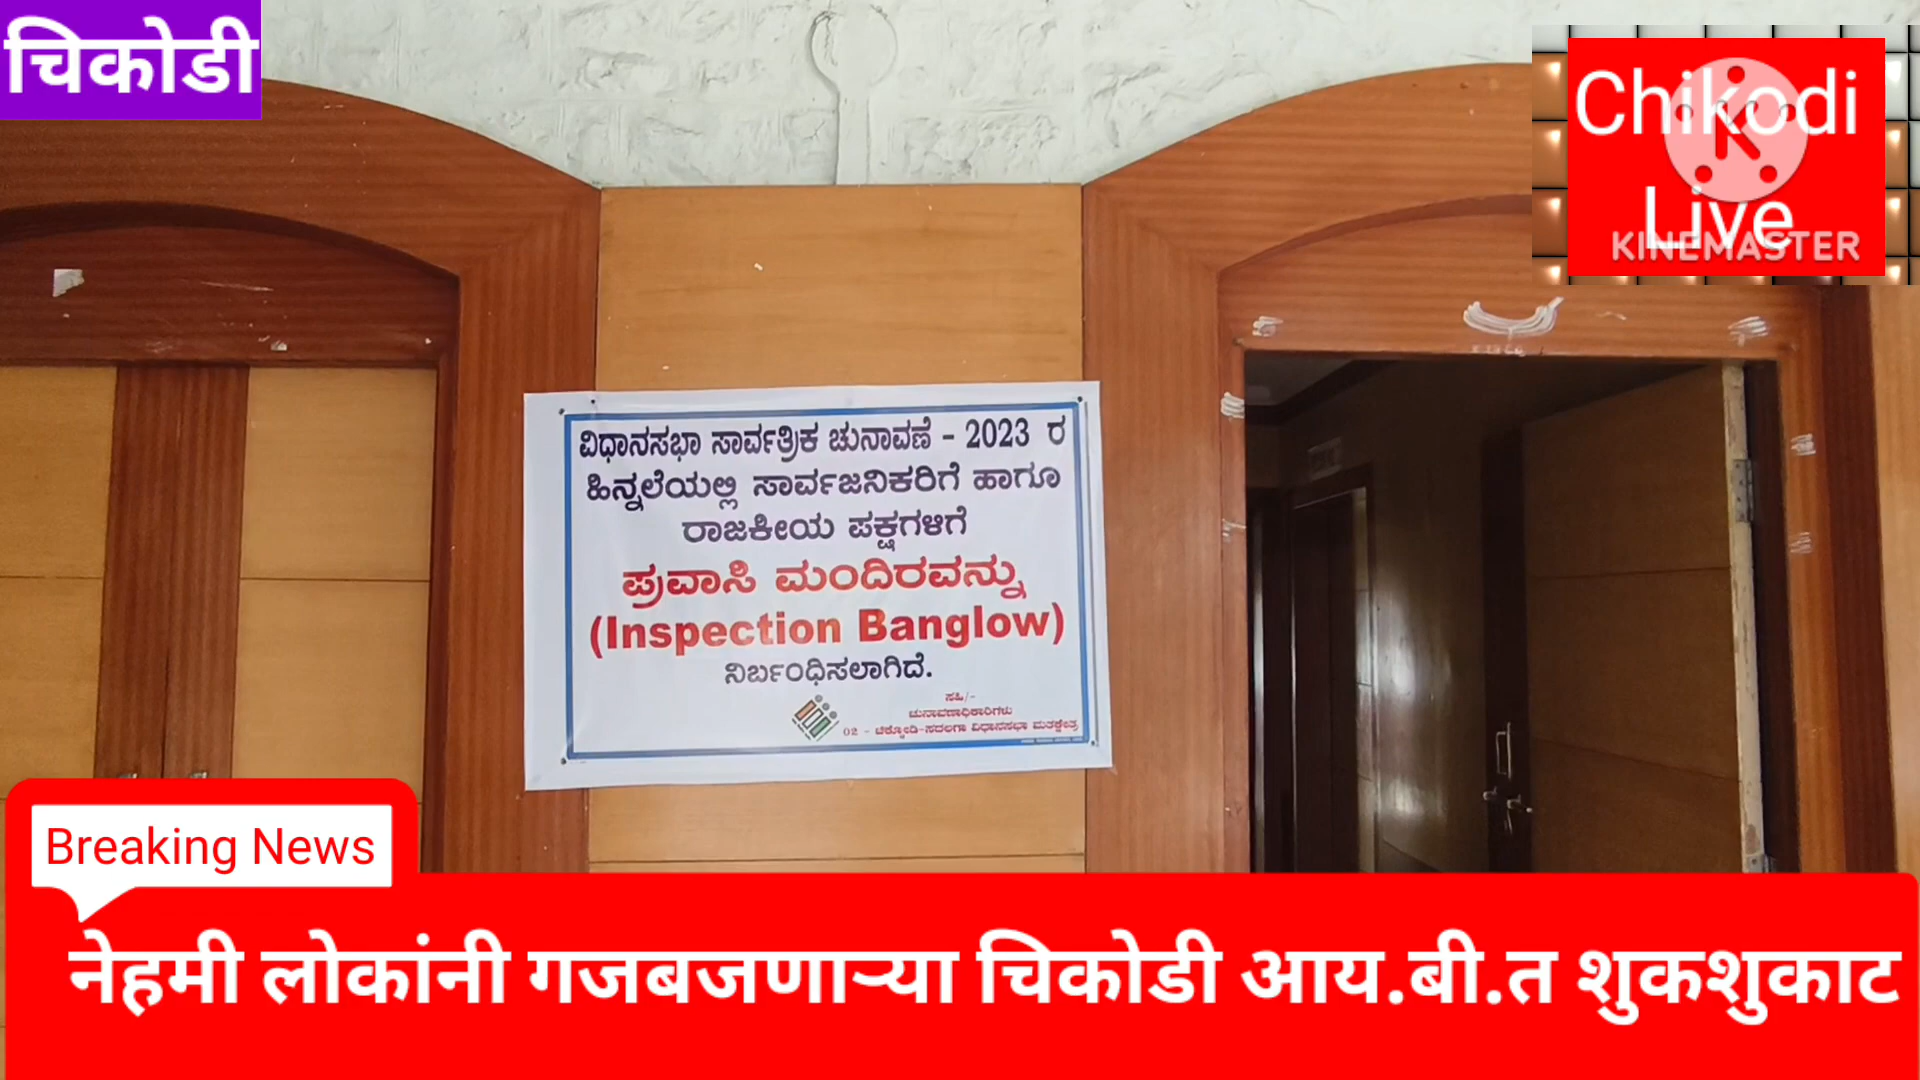 चिकोडी
Chikodi
Live
KINEMASTER
ವಿಧಾನಸಭಾ ಸಾರ್ವತ್ರಿಕ ಚುನಾವಣೆ - 2023 ರ
ಹಿನ್ನಲೆಯಲ್ಲಿ ಸಾರ್ವಜನಿಕರಿಗೆ ಹಾಗೂ
ರಾಜಕೀಯ ಪಕ್ಷಗಳಿಗೆ
ಪ್ರವಾಸಿ ಮಂದಿರವನ್ನು
(Inspection Banglow)
ನಿರ್ಬಂಧಿಸಲಾಗಿದೆ.
ಸಹಿ/-
ಚುನಾವಣಾಧಿಕಾರಿಗಳು
02 - ಚಿಕ್ಕೋಡಿ-ಸದಲಗಾ ವಿಧಾನಸಭಾ ಮತಕ್ಷೇತ್ರ
Breaking News
नेहमी लोकांनी गजबजणाऱ्या चिकोडी आय.बी.त शुकशुकाट